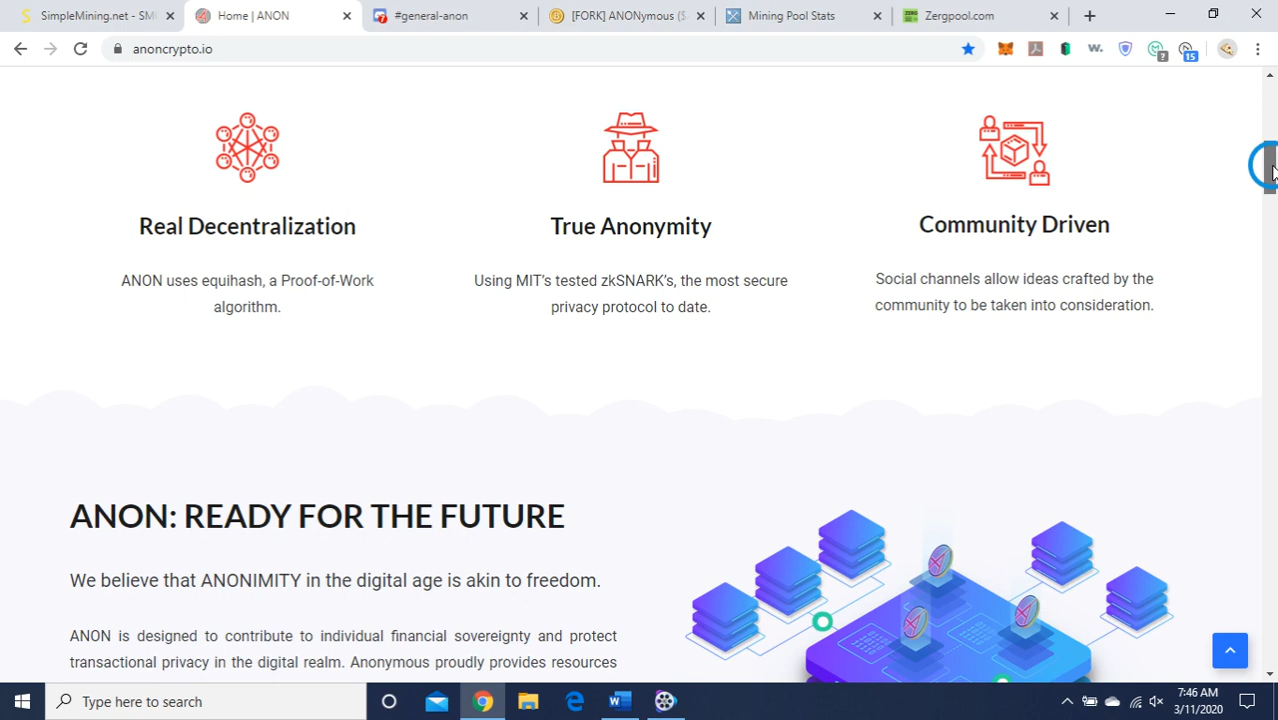 SimpleMining.net - SM
Home | ANON
#general-anon
[FORK] ANONymous ($
Mining Pool Stats
Zergpool.com
anoncrypto.io
15
Real Decentralization
ANON uses equihash, a Proof-of-Work
algorithm.
True Anonymity
Using MIT's tested zkSNARK's, the most secure
privacy protocol to date.
Community Driven
Social channels allow ideas crafted by the
community to be taken into consideration.
ANON: READY FOR THE FUTURE
We believe that ANONIMITY in the digital age is akin to freedom.
ANON is designed to contribute to individual financial sovereignty and protect
transactional privacy in the digital realm. Anonymous proudly provides resources
Type here to search
7:46 AM
3/11/2020